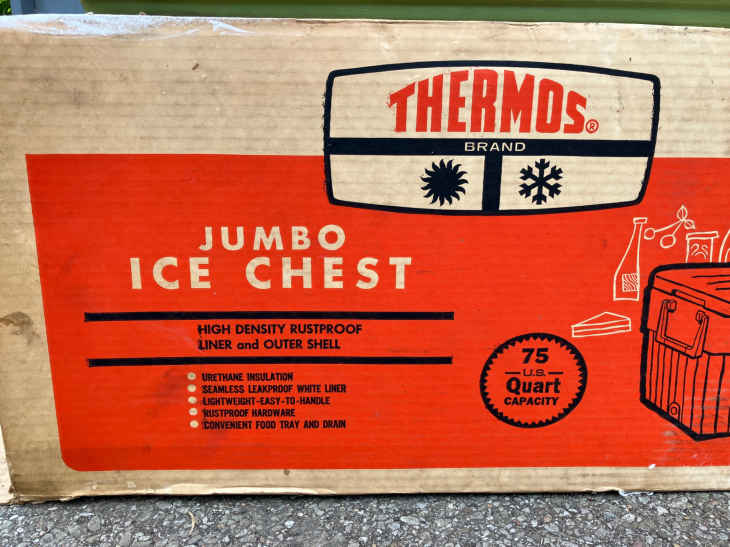 THERMOS®
BRAND
JUMBO
ICE CHEST
HIGH DENSITY RUSTPROOF
LINER and OUTER SHELL
URETHANE INSULATION
SEAMLESS LEAKPROOF WHITE LINER
LIGHTWEIGHT-EASY-TO-HANDLE
RUSTPROOF HARDWARE
CONVENIENT FOOD TRAY AND DRAIN
75
U.S.
Quart
CAPACITY